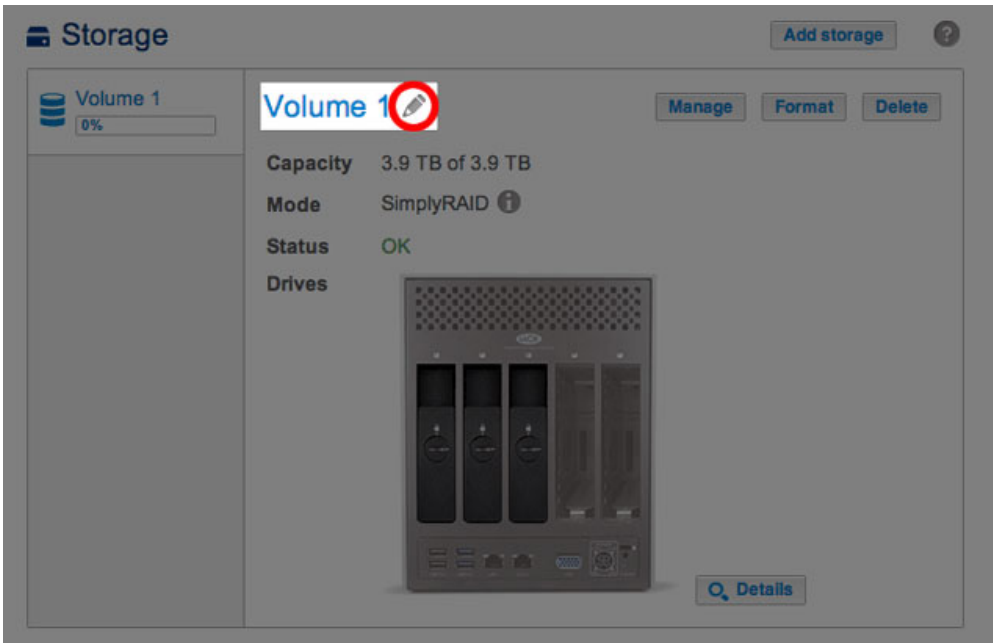 Storage
Add storage
?
Volume 1
0%
Volume 1
Manage
Format
Delete
Capacity 3.9 TB of 3.9 TB
Mode SimplyRAID i
Status OK
Drives
Details